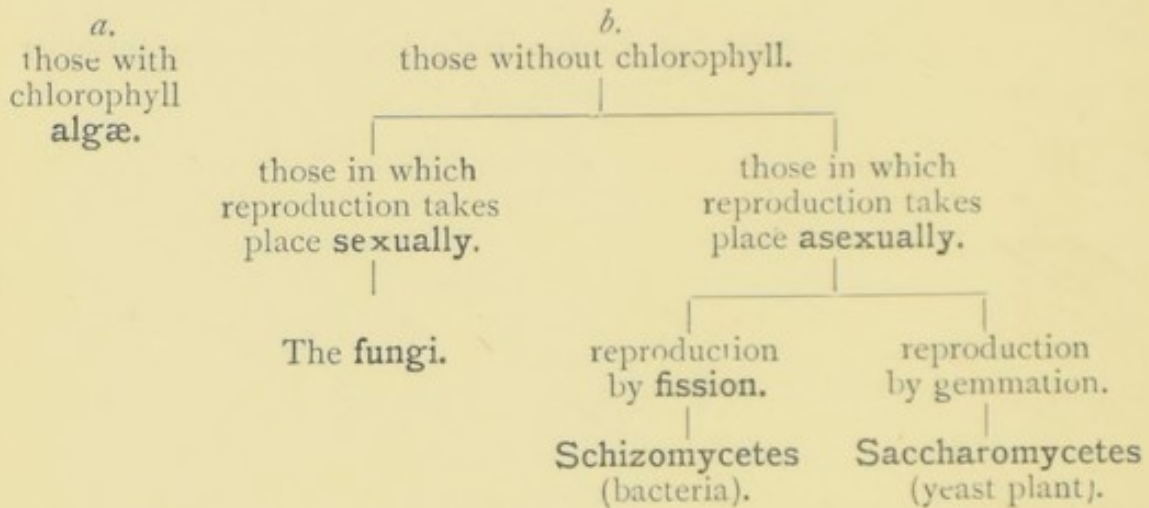 a.
those with
chlorophyll
algæ.
b.
those without chlorophyll.
those in which
reproduction takes
place sexually.
The fungi.
those in which
reproduction takes
place asexually.
reproduction
by fission.
Schizomycetes
(bacteria).
reproduction
by gemmation.
Saccharomycetes
(yeast plant).